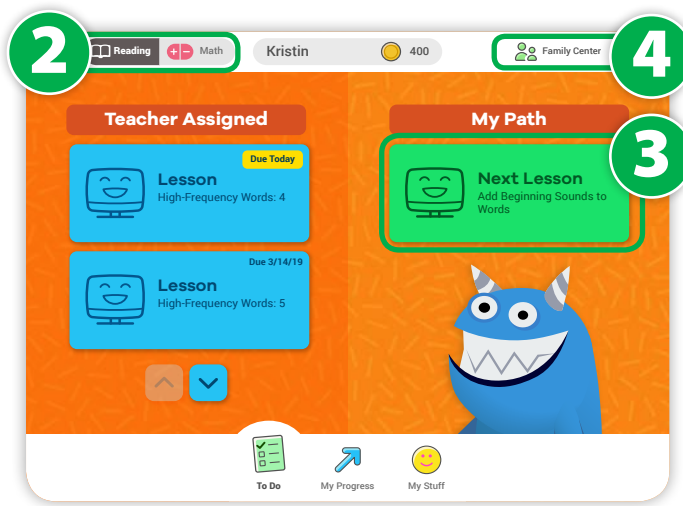 2
Reading
Math
Kristin
400
Family Center
4
Teacher Assigned
My Path
3
Due Today
Lesson
High-Frequency Words: 4
Next Lesson
Add Beginning Sounds to
Words
Due 3/14/19
Lesson
High-Frequency Words: 5
To Do
My Progress
My Stuff